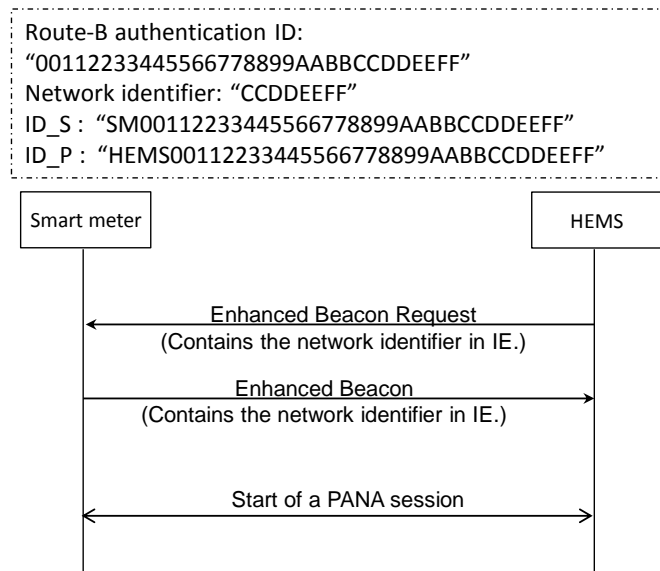 Route-B authentication ID:
“00112233445566778899AABBCCDDEEFF”
Network identifier: “CCDDEEFF”
ID_S : “SM00112233445566778899AABBCCDDEEFF”
ID_P : “HEMS00112233445566778899AABBCCDDEEFF”
Smart meter
HEMS
Enhanced Beacon Request
(Contains the network identifier in IE.)
Enhanced Beacon
(Contains the network identifier in IE.)
Start of a PANA session